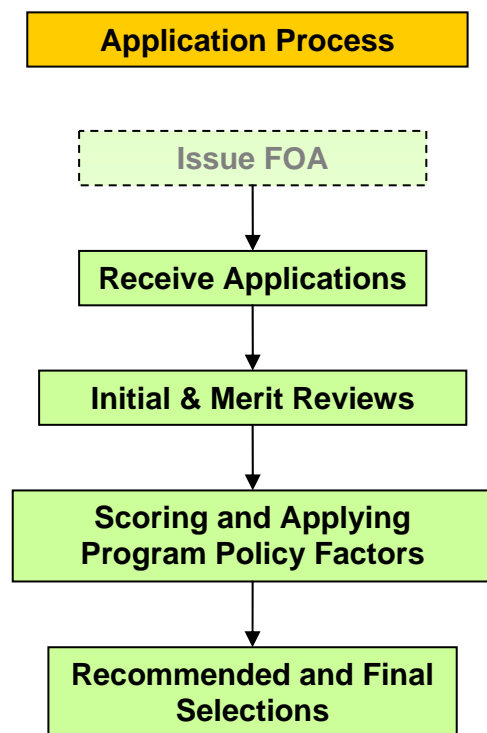 Application Process
Issue FOA
Receive Applications
Initial & Merit Reviews
Scoring and Applying
Program Policy Factors
Recommended and Final
Selections